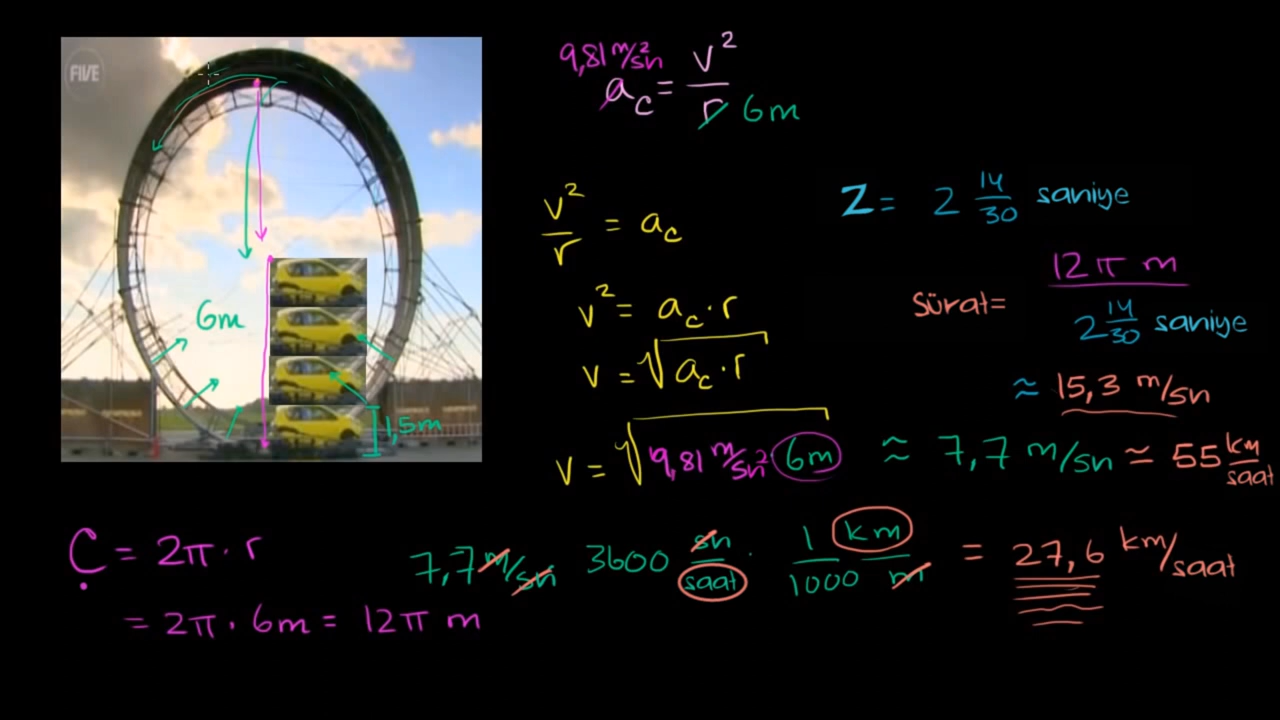 FIVE
6m
1,5m
9,81 m/sn²
a_c = v²/r 6m
v²/r = a_c
v² = a_c · r
v = √(a_c · r)
v = √(9,81 m/sn² 6m) ≈ 7,7 m/sn ≃ 55 km/saat
Z = 2 14/30 saniye
sürat = 12π m / 2 14/30 saniye
≈ 15,3 m/sn
Ç = 2π · r
= 2π · 6m = 12π m
7,7 m/sn 3600 sn/saat · 1 km/1000 m = 27,6 km/saat